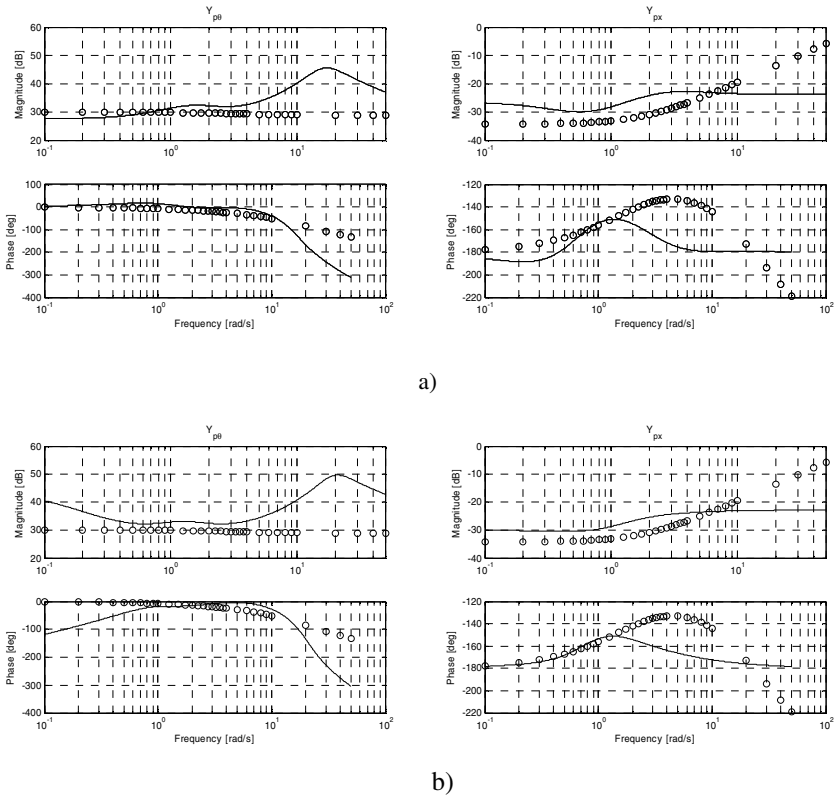 Y_pθ
60
50
40
30
20
Magnitude [dB]
10^-1 10^0 10^1 10^2
100
0
-100
-200
-300
-400
Phase [deg]
10^-1 10^0 10^1 10^2
Frequency [rad/s]
Y_px
0
-10
-20
-30
-40
Magnitude [dB]
10^-1 10^0 10^1 10^2
-120
-140
-160
-180
-200
-220
Phase [deg]
10^-1 10^0 10^1 10^2
Frequency [rad/s]
a)
Y_pθ
60
50
40
30
20
Magnitude [dB]
10^-1 10^0 10^1 10^2
0
-100
-200
-300
-400
Phase [deg]
10^-1 10^0 10^1 10^2
Frequency [rad/s]
Y_px
0
-10
-20
-30
-40
Magnitude [dB]
10^-1 10^0 10^1 10^2
-120
-140
-160
-180
-200
-220
Phase [deg]
10^-1 10^0 10^1 10^2
Frequency [rad/s]
b)